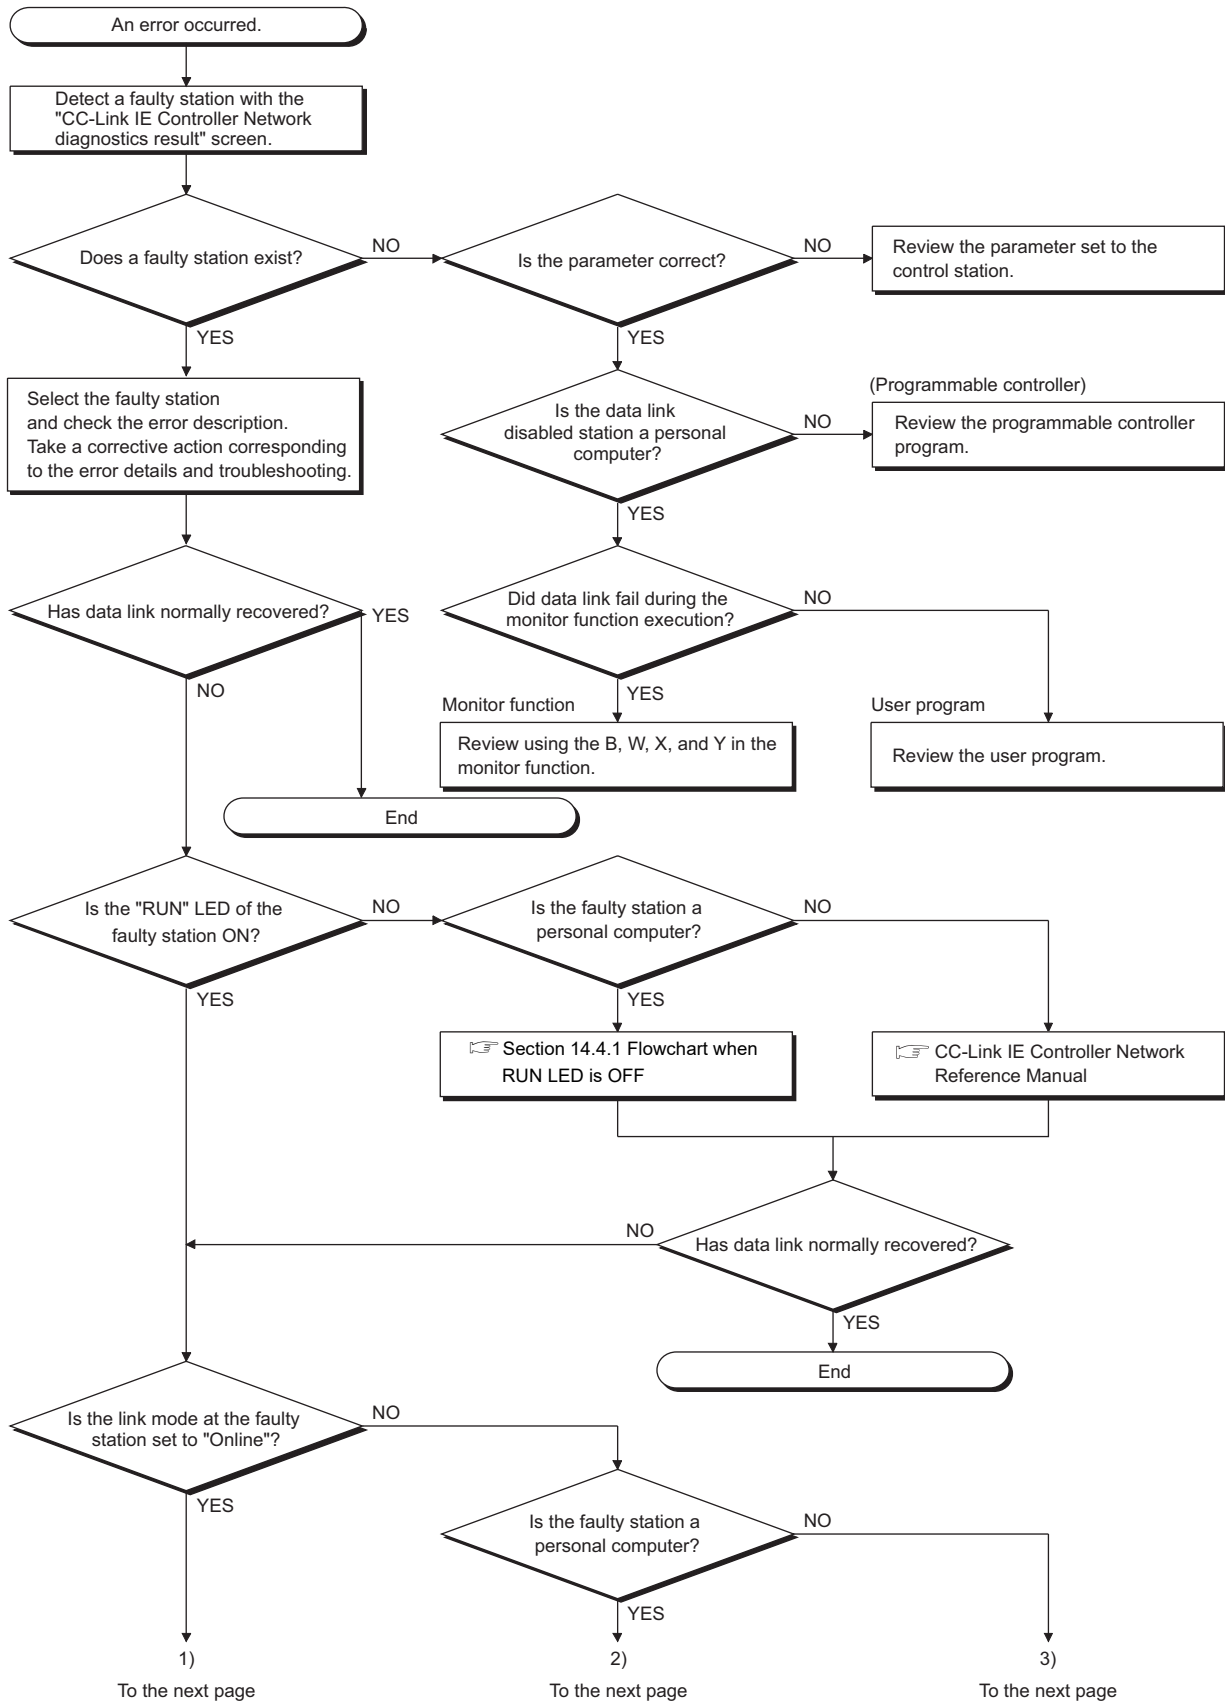 An error occurred.
Detect a faulty station with the
"CC-Link IE Controller Network
diagnostics result" screen.
Does a faulty station exist?
NO
Is the parameter correct?
NO
Review the parameter set to the
control station.
YES
YES
Select the faulty station
and check the error description.
Take a corrective action corresponding
to the error details and troubleshooting.
Is the data link
disabled station a personal
computer?
NO
(Programmable controller)
Review the programmable controller
program.
YES
Has data link normally recovered?
YES
Did data link fail during the
monitor function execution?
NO
NO
YES
Monitor function
Review using the B, W, X, and Y in the
monitor function.
User program
Review the user program.
End
Is the "RUN" LED of the
faulty station ON?
NO
Is the faulty station a
personal computer?
NO
YES
YES
Section 14.4.1 Flowchart when
RUN LED is OFF
CC-Link IE Controller Network
Reference Manual
NO
Has data link normally recovered?
YES
End
Is the link mode at the faulty
station set to "Online"?
NO
YES
Is the faulty station a
personal computer?
NO
YES
1)
2)
3)
To the next page
To the next page
To the next page